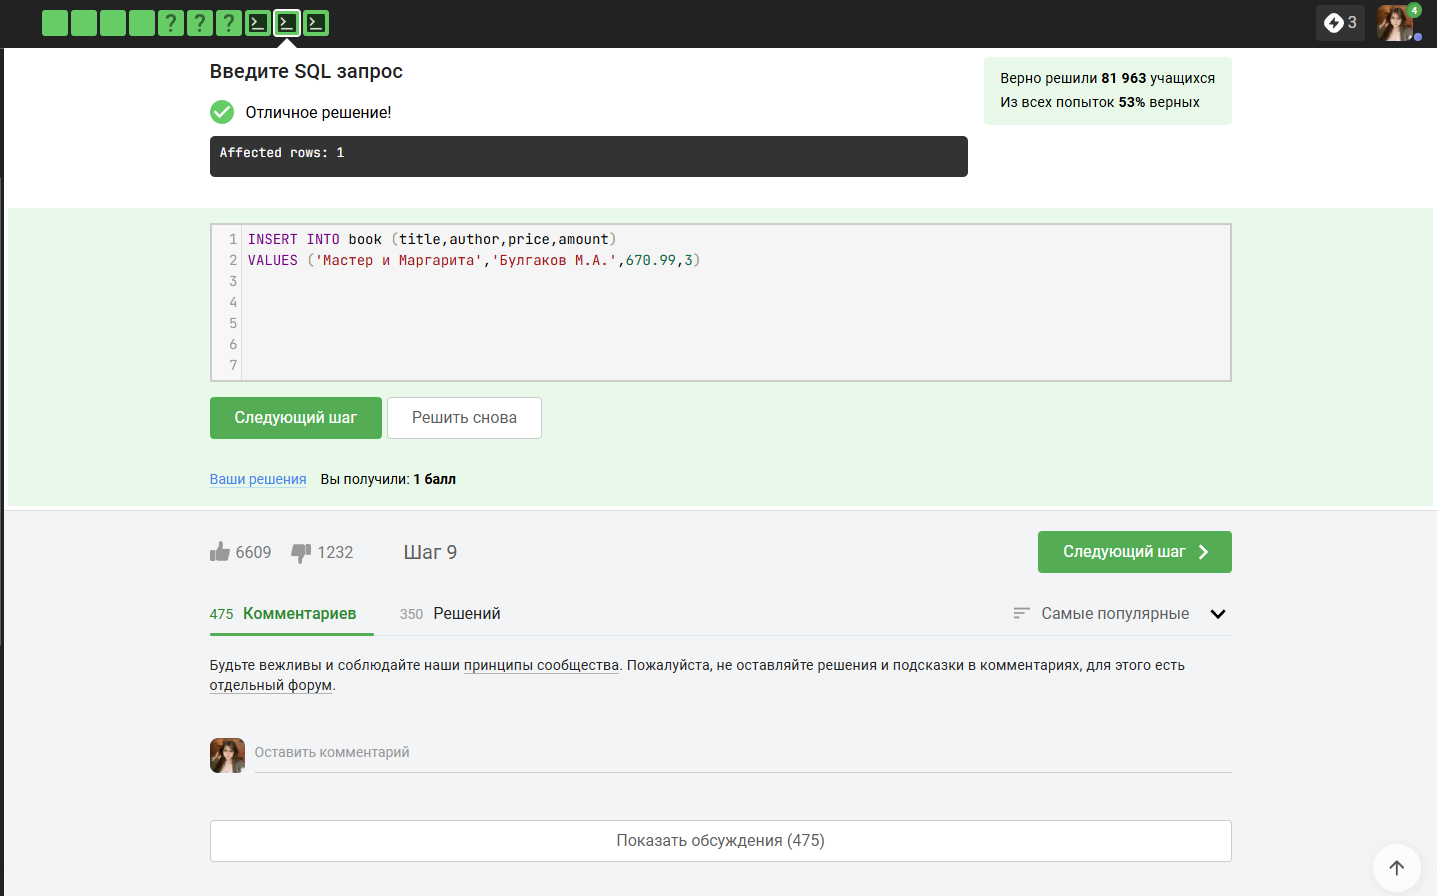 ? ? ?
3
4
Введите SQL запрос
Верно решили 81 963 учащихся
Из всех попыток 53% верных
Отличное решение!
Affected rows: 1
1 INSERT INTO book (title,author,price,amount)
2 VALUES ('Мастер и Маргарита','Булгаков М.А.',670.99,3)
3
4
5
6
7
Следующий шаг
Решить снова
Ваши решения Вы получили: 1 балл
6609 1232 Шаг 9
Следующий шаг
475 Комментариев
350 Решений
Самые популярные
Будьте вежливы и соблюдайте наши принципы сообщества. Пожалуйста, не оставляйте решения и подсказки в комментариях, для этого есть
отдельный форум.
Оставить комментарий
Показать обсуждения (475)